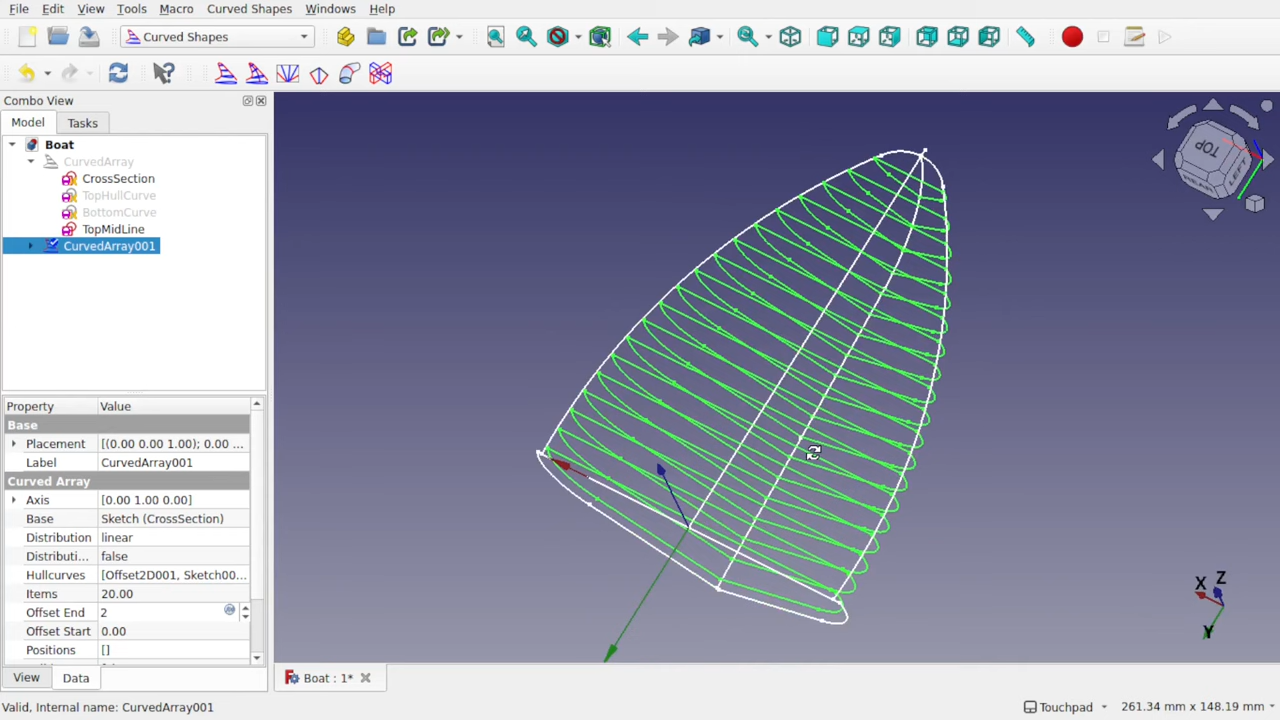 File Edit View Tools Macro Curved Shapes Windows Help
Curved Shapes
Combo View
Model Tasks
Boat
CurvedArray
CrossSection
TopHullCurve
BottomCurve
TopMidLine
CurvedArray001
Property Value
Base
Placement [(0.00 0.00 1.00); 0.00 ...
Label CurvedArray001
Curved Array
Axis [0.00 1.00 0.00]
Base Sketch (CrossSection)
Distribution linear
Distributi... false
Hullcurves [Offset2D001, Sketch00...
Items 20.00
Offset End 2
Offset Start 0.00
Positions []
View Data
TOP
X Z
Y
Boat : 1*
Valid, Internal name: CurvedArray001
Touchpad 261.34 mm x 148.19 mm